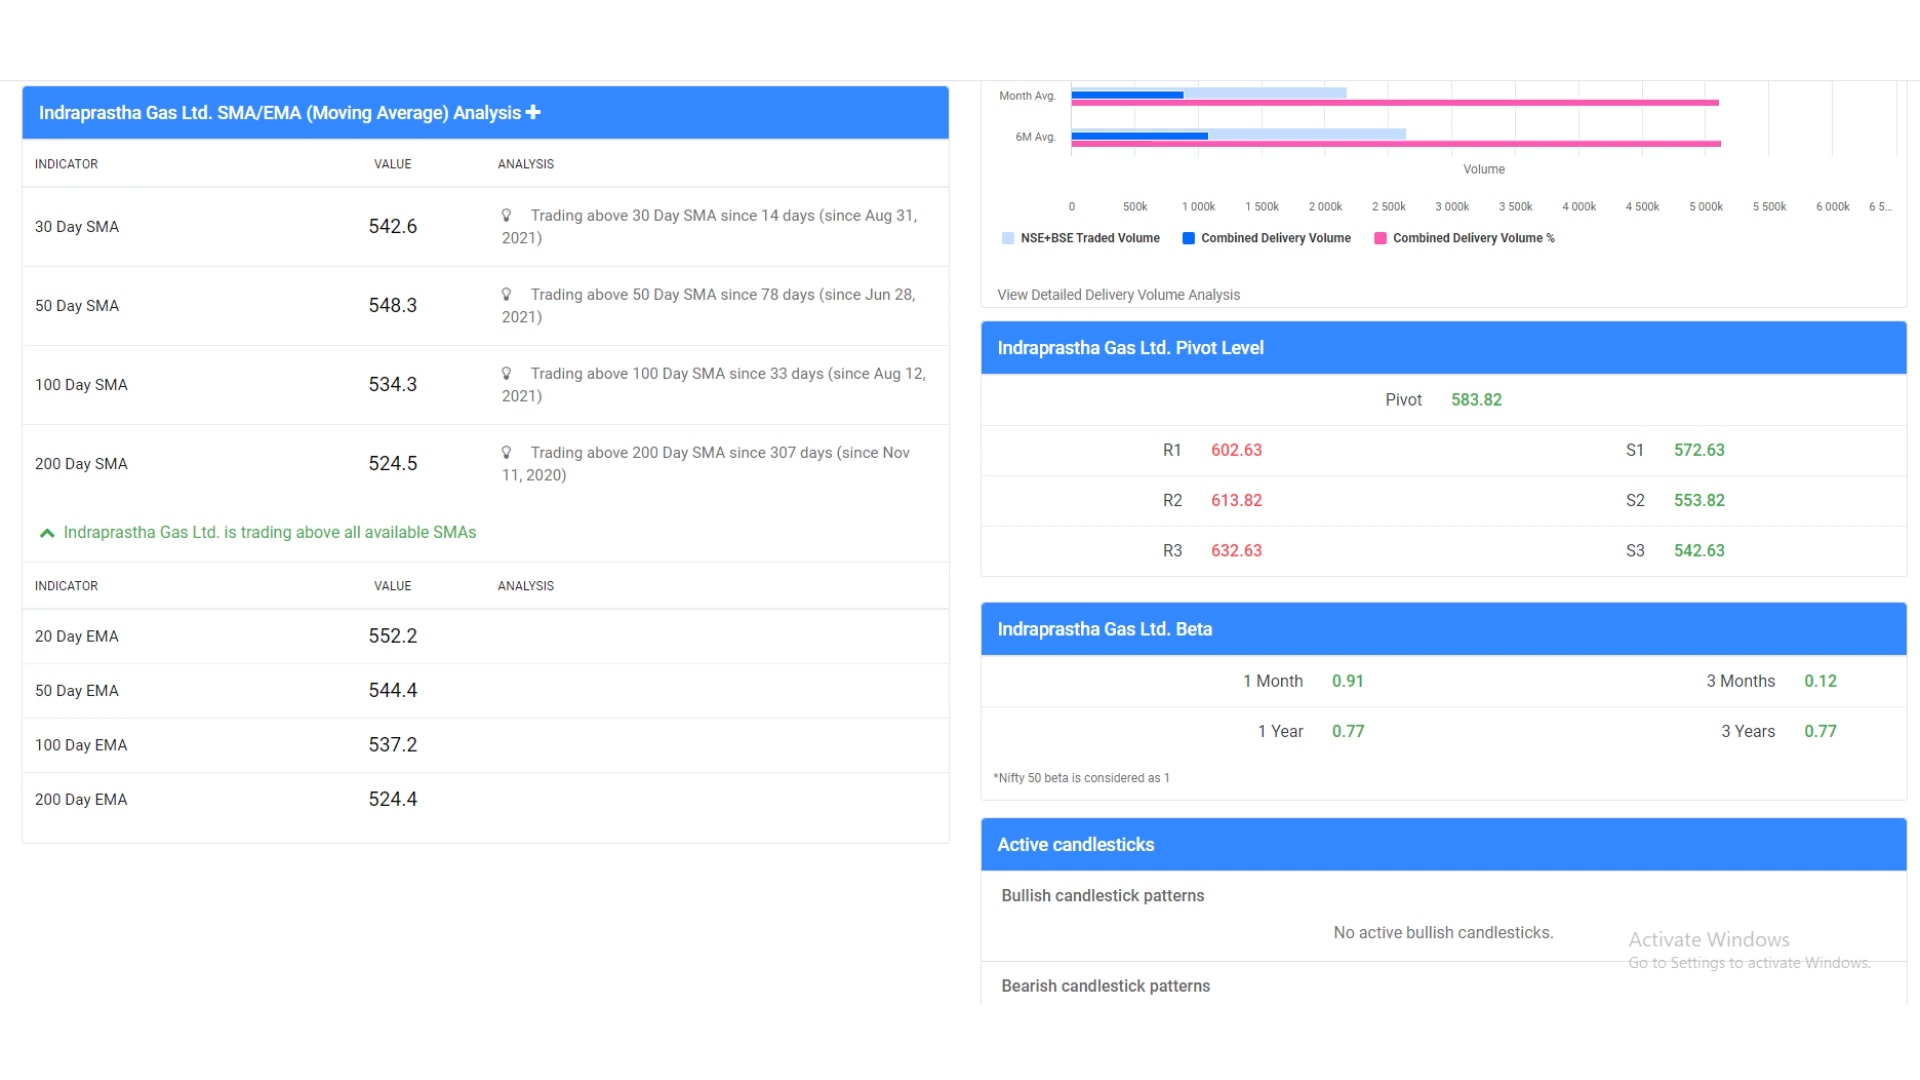 Indraprastha Gas Ltd. SMA/EMA (Moving Average) Analysis ✚
INDICATOR VALUE ANALYSIS
30 Day SMA 542.6 Trading above 30 Day SMA since 14 days (since Aug 31,
2021)
50 Day SMA 548.3 Trading above 50 Day SMA since 78 days (since Jun 28,
2021)
100 Day SMA 534.3 Trading above 100 Day SMA since 33 days (since Aug 12,
2021)
200 Day SMA 524.5 Trading above 200 Day SMA since 307 days (since Nov
11, 2020)
Indraprastha Gas Ltd. is trading above all available SMAs
INDICATOR VALUE ANALYSIS
20 Day EMA 552.2
50 Day EMA 544.4
100 Day EMA 537.2
200 Day EMA 524.4
Month Avg.
6M Avg.
Volume
0 500k 1 000k 1 500k 2 000k 2 500k 3 000k 3 500k 4 000k 4 500k 5 000k 5 500k 6 000k 6 5...
NSE+BSE Traded Volume Combined Delivery Volume Combined Delivery Volume %
View Detailed Delivery Volume Analysis
Indraprastha Gas Ltd. Pivot Level
Pivot 583.82
R1 602.63 S1 572.63
R2 613.82 S2 553.82
R3 632.63 S3 542.63
Indraprastha Gas Ltd. Beta
1 Month 0.91 3 Months 0.12
1 Year 0.77 3 Years 0.77
*Nifty 50 beta is considered as 1
Active candlesticks
Bullish candlestick patterns
No active bullish candlesticks.
Activate Windows
Go to Settings to activate Windows.
Bearish candlestick patterns